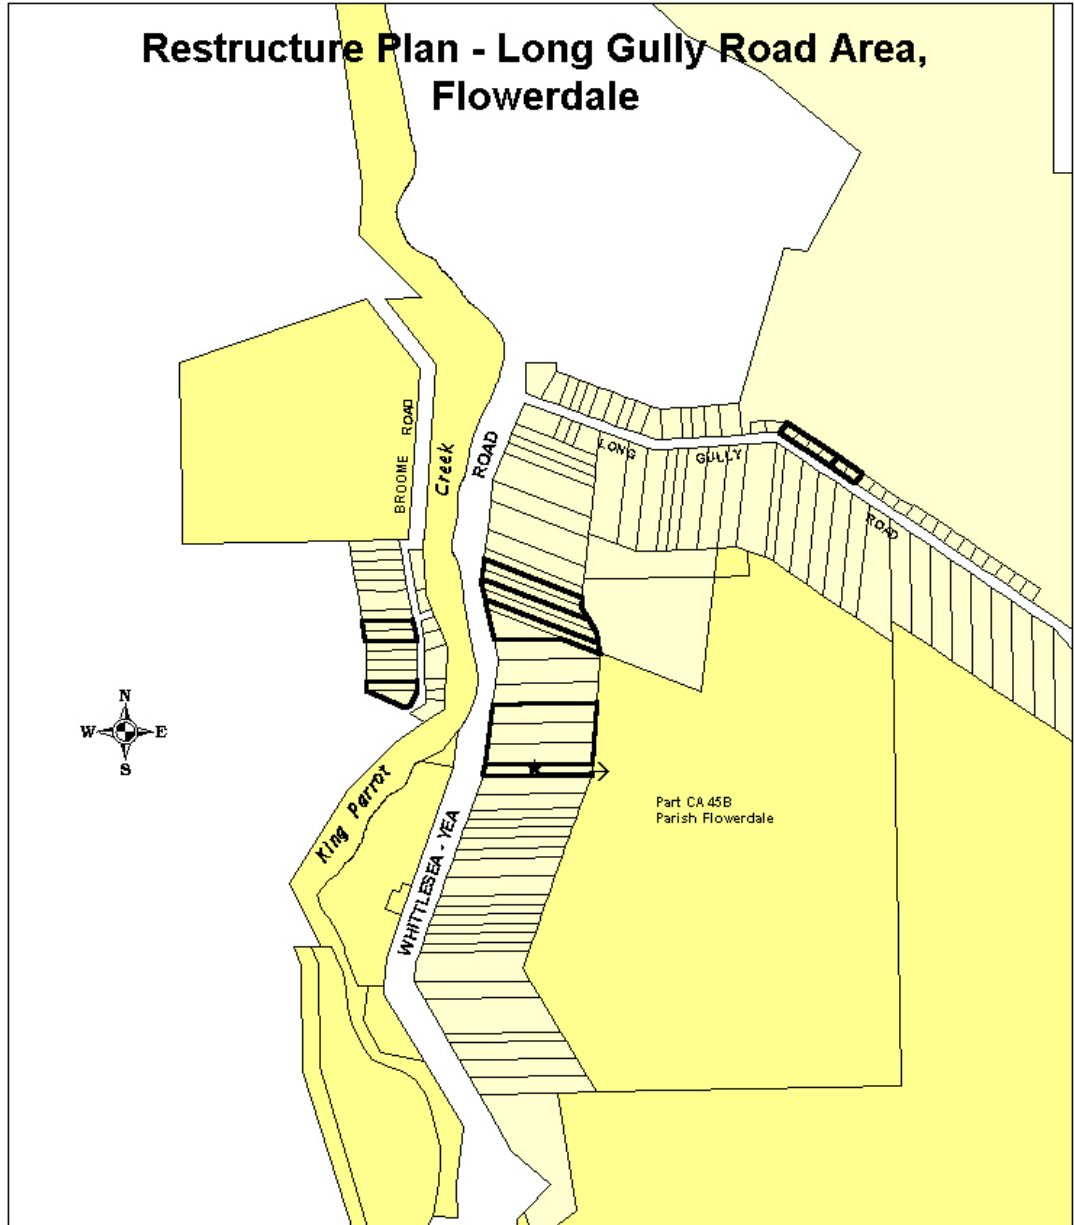 Restructure Plan - Long Gully Road Area,
Flowerdale
BROOME ROAD
Creek
ROAD
LONG GULLY ROAD
N
W E
S
King Parrot
WHITTLESEA - YEA
Part CA 45B
Parish Flowerdale